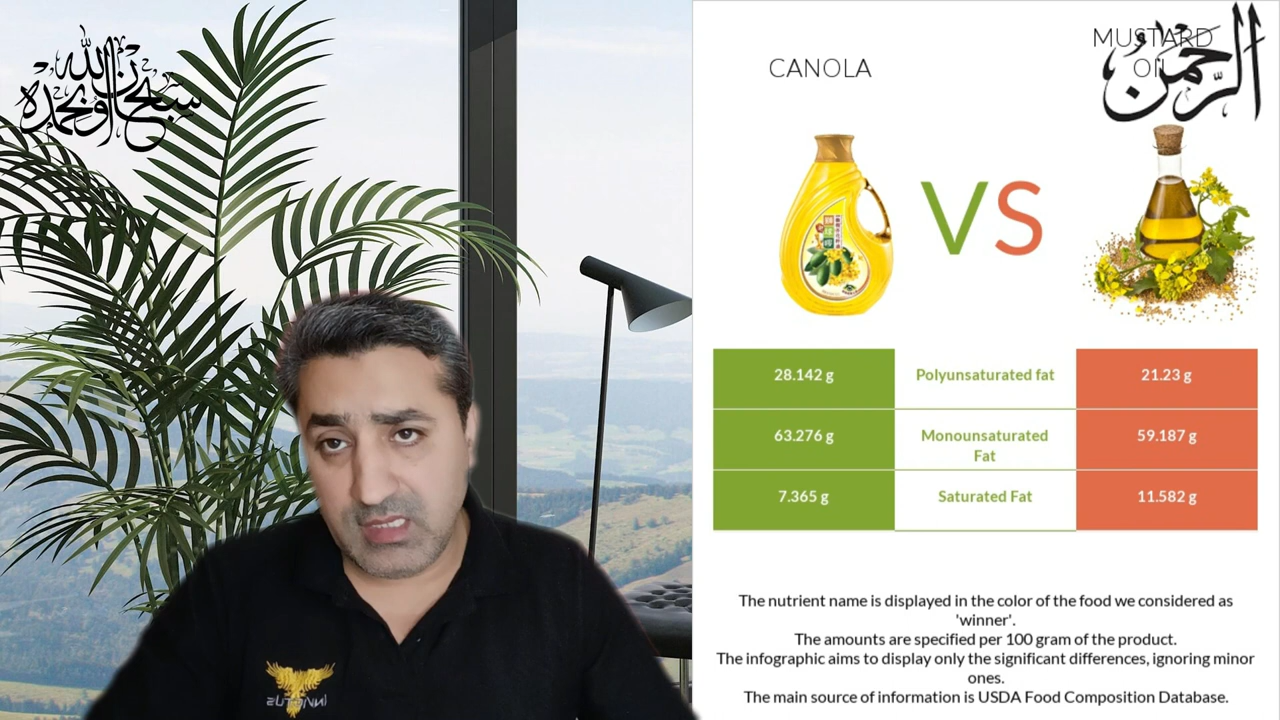 سبحان الله وبحمده
CANOLA
MUSTARD
OIL
الرحمن
VS
28.142 g
Polyunsaturated fat
21.23 g
63.276 g
Monounsaturated
Fat
59.187 g
7.365 g
Saturated Fat
11.582 g
The nutrient name is displayed in the color of the food we considered as
'winner'.
The amounts are specified per 100 gram of the product.
The infographic aims to display only the significant differences, ignoring minor
ones.
The main source of information is USDA Food Composition Database.